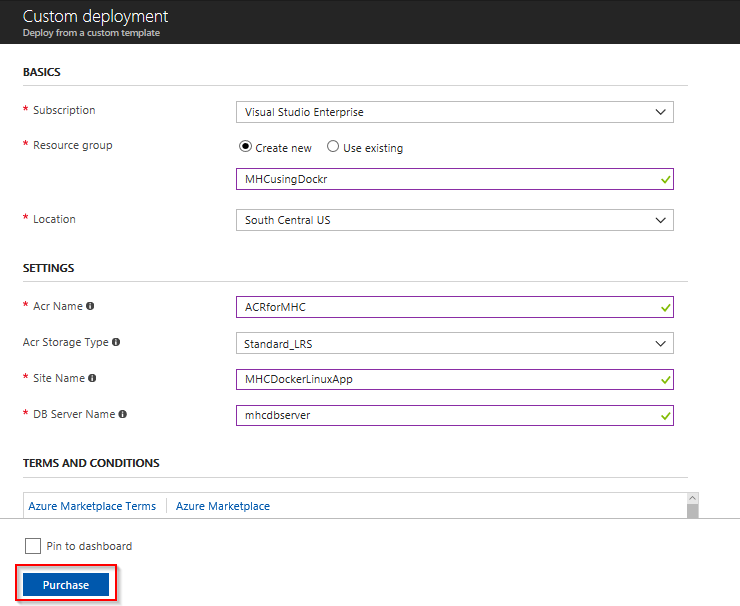 Custom deployment
Deploy from a custom template
BASICS
* Subscription
Visual Studio Enterprise
* Resource group
Create new
Use existing
MHCusingDockr
* Location
South Central US
SETTINGS
* Acr Name
ACRforMHC
Acr Storage Type
Standard_LRS
* Site Name
MHCDockerLinuxApp
* DB Server Name
mhcdbserver
TERMS AND CONDITIONS
Azure Marketplace Terms
Azure Marketplace
Pin to dashboard
Purchase